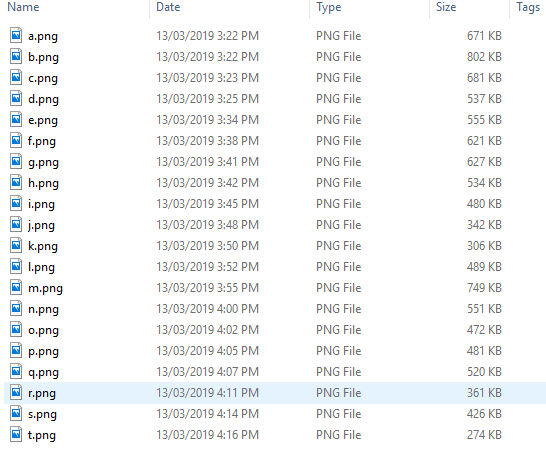 Name Date Type Size Tags
a.png 13/03/2019 3:22 PM PNG File 671 KB
b.png 13/03/2019 3:22 PM PNG File 802 KB
c.png 13/03/2019 3:23 PM PNG File 681 KB
d.png 13/03/2019 3:25 PM PNG File 537 KB
e.png 13/03/2019 3:34 PM PNG File 555 KB
f.png 13/03/2019 3:38 PM PNG File 621 KB
g.png 13/03/2019 3:41 PM PNG File 627 KB
h.png 13/03/2019 3:42 PM PNG File 534 KB
i.png 13/03/2019 3:45 PM PNG File 480 KB
j.png 13/03/2019 3:48 PM PNG File 342 KB
k.png 13/03/2019 3:50 PM PNG File 306 KB
l.png 13/03/2019 3:52 PM PNG File 489 KB
m.png 13/03/2019 3:55 PM PNG File 749 KB
n.png 13/03/2019 4:00 PM PNG File 551 KB
o.png 13/03/2019 4:02 PM PNG File 472 KB
p.png 13/03/2019 4:05 PM PNG File 481 KB
q.png 13/03/2019 4:07 PM PNG File 520 KB
r.png 13/03/2019 4:11 PM PNG File 361 KB
s.png 13/03/2019 4:14 PM PNG File 426 KB
t.png 13/03/2019 4:16 PM PNG File 274 KB